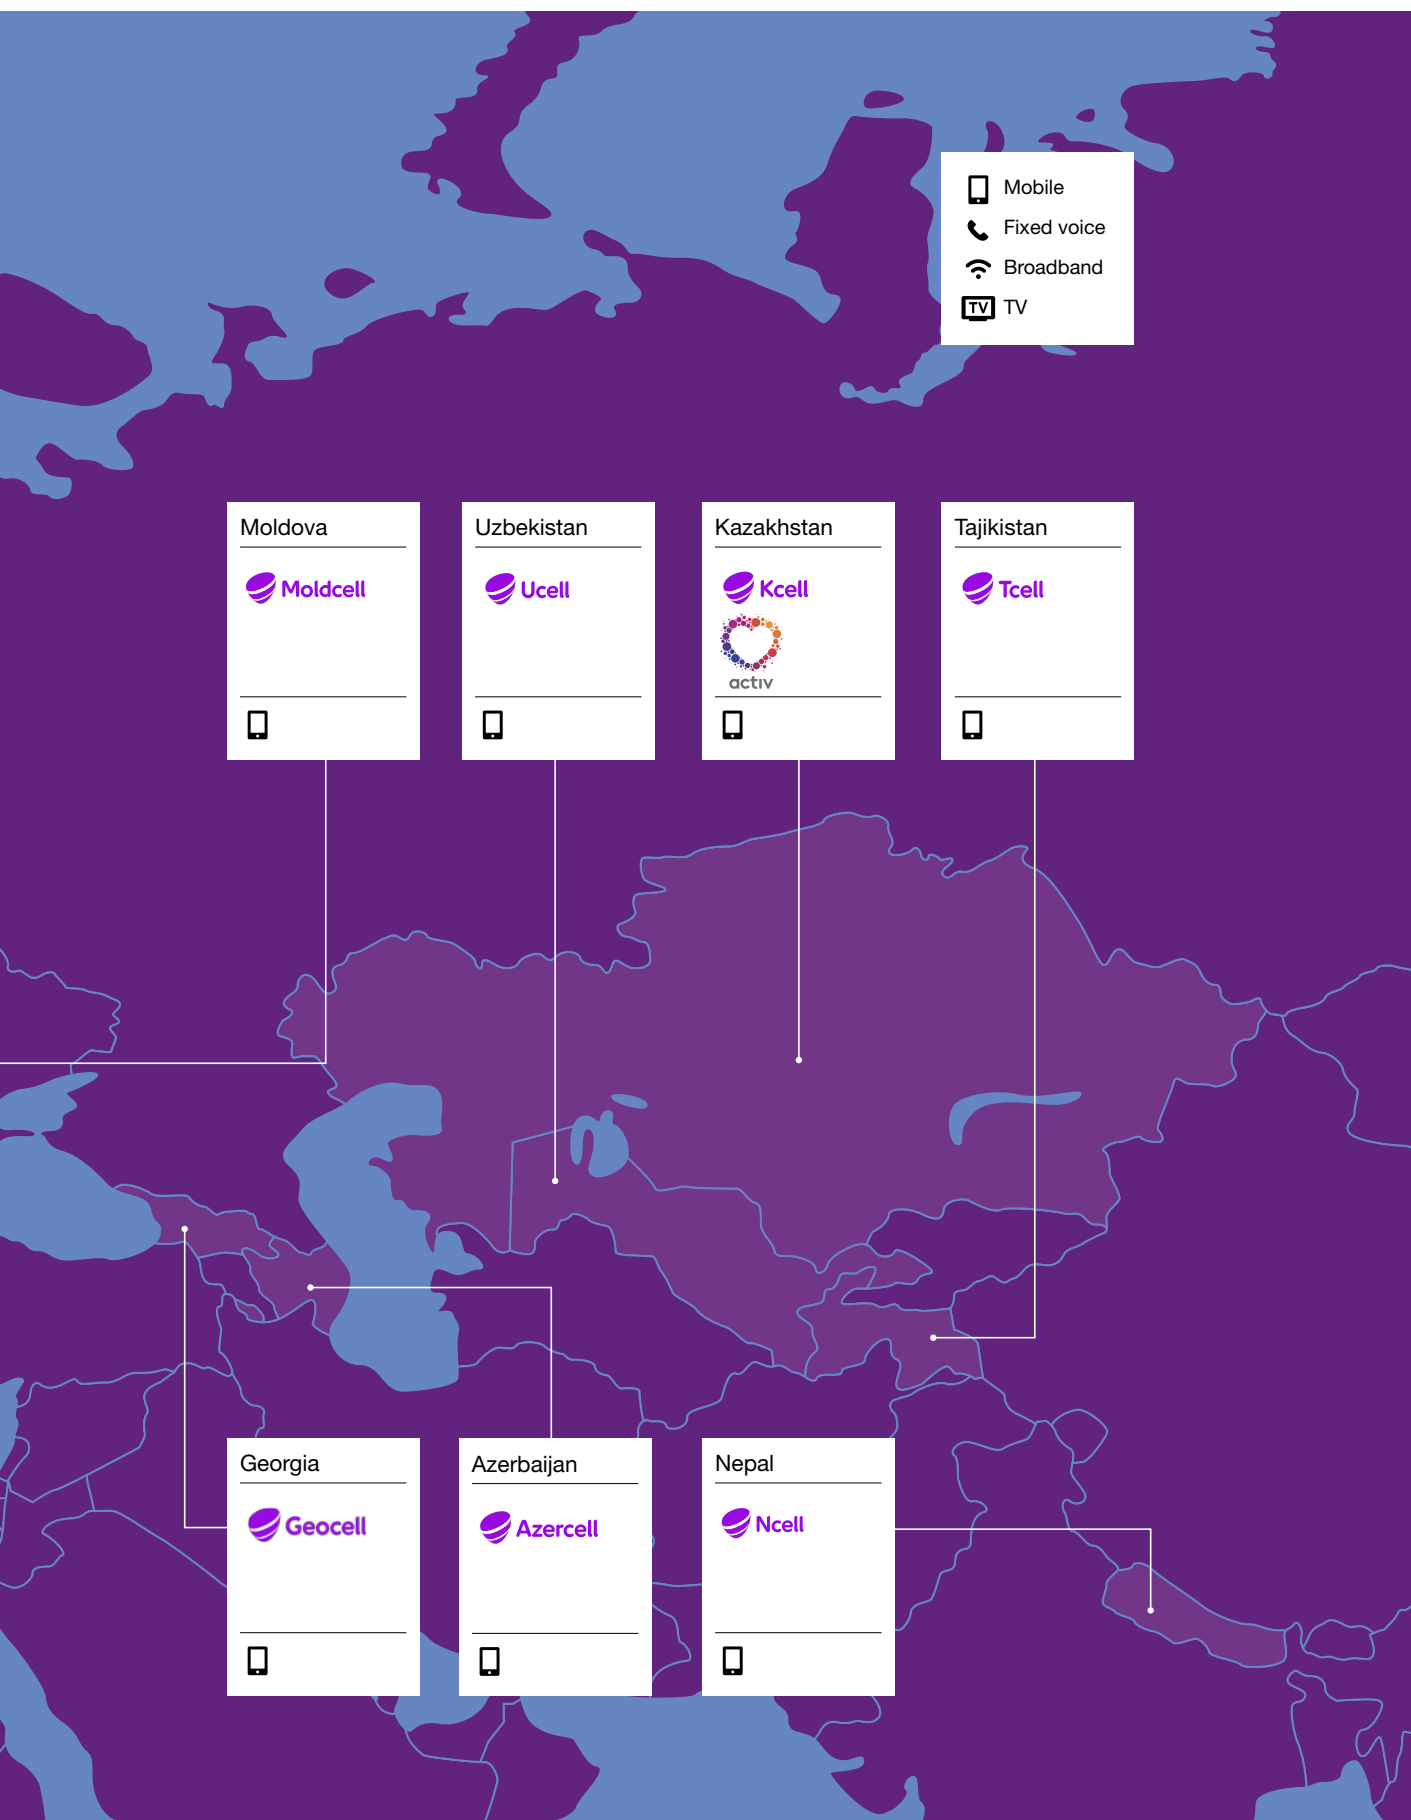 Mobile
Fixed voice
Broadband
TV TV
Moldova
Moldcell
Uzbekistan
Ucell
Kazakhstan
Kcell
activ
Tajikistan
Tcell
Georgia
Geocell
Azerbaijan
Azercell
Nepal
Ncell